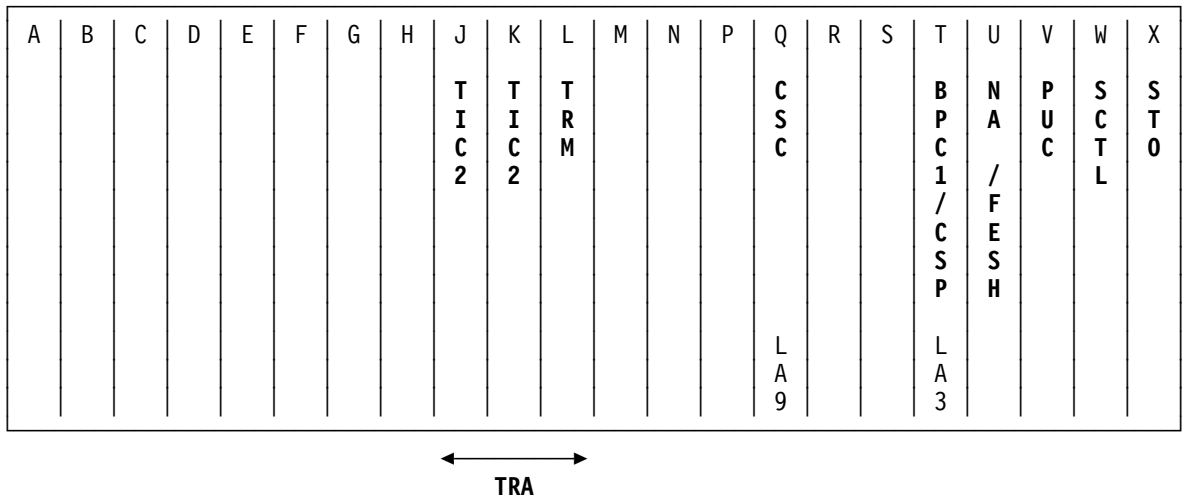 A B C D E F G H J K L M N P Q R S T U V W X
TIC2
TIC2
TRM
CSC
BPC1/CSP
NA /FESH
PUC
SCTL
STO
LA9
LA3
TRA